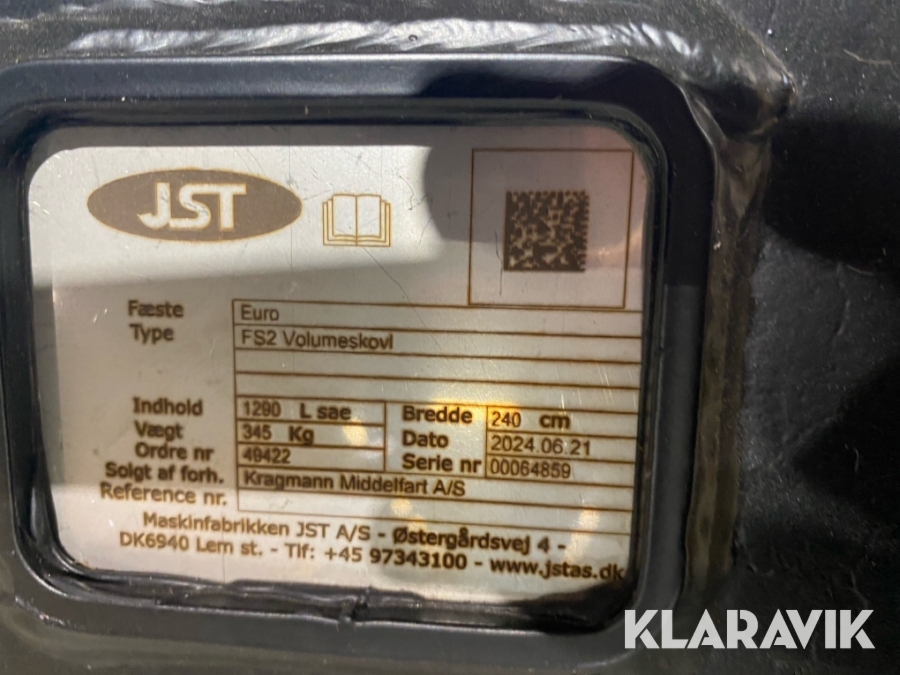 JST
Fæste Euro
Type FS2 Volumeskovl
Indhold 1290 L sae Bredde 240 cm
Vægt 345 Kg Dato 2024.06.21
Ordre nr 49422 Serie nr 00064859
Solgt af forh. Kragmann Middelfart A/S
Reference nr.
Maskinfabrikken JST A/S - Østergårdsvej 4 -
DK6940 Lem st. - Tlf: +45 97343100 - www.jstas.dk
KLARAVIK